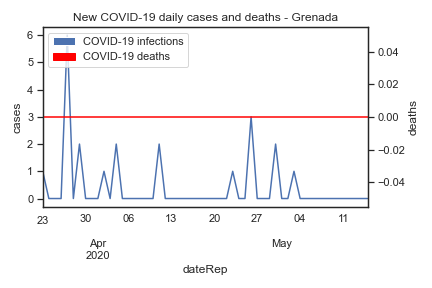 New COVID-19 daily cases and deaths - Grenada
COVID-19 infections
COVID-19 deaths
6
5
4
3
2
1
0
cases
0.04
0.02
0.00
−0.02
−0.04
deaths
23 30 06 13 20 27 04 11
Apr May
2020
dateRep